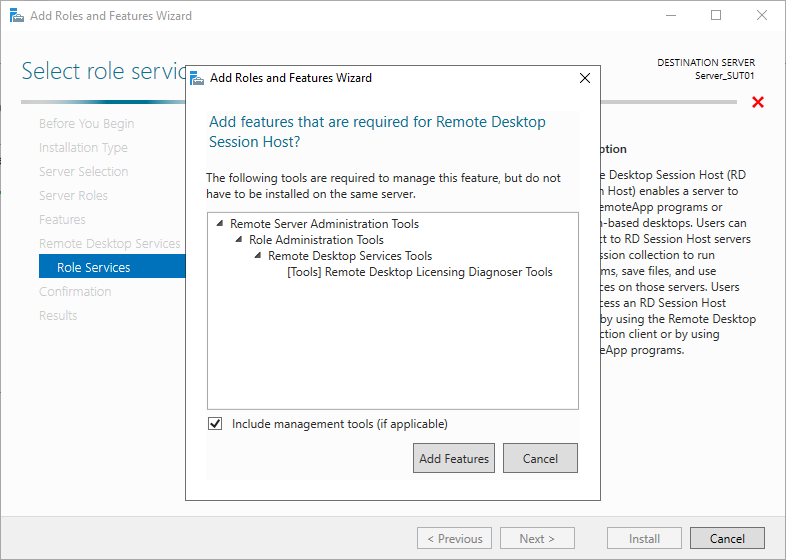 Add Roles and Features Wizard
Select role servic
DESTINATION SERVER
Server_SUT01
Before You Begin
Installation Type
Server Selection
Server Roles
Features
Remote Desktop Services
Role Services
Confirmation
Results
Add Roles and Features Wizard
Add features that are required for Remote Desktop
Session Host?
The following tools are required to manage this feature, but do not
have to be installed on the same server.
Remote Server Administration Tools
Role Administration Tools
Remote Desktop Services Tools
[Tools] Remote Desktop Licensing Diagnoser Tools
Include management tools (if applicable)
Add Features
Cancel
ption
e Desktop Session Host (RD
n Host) enables a server to
emoteApp programs or
n-based desktops. Users can
ct to RD Session Host servers
ssion collection to run
ms, save files, and use
ces on those servers. Users
cess an RD Session Host
by using the Remote Desktop
ction client or by using
eApp programs.
< Previous
Next >
Install
Cancel